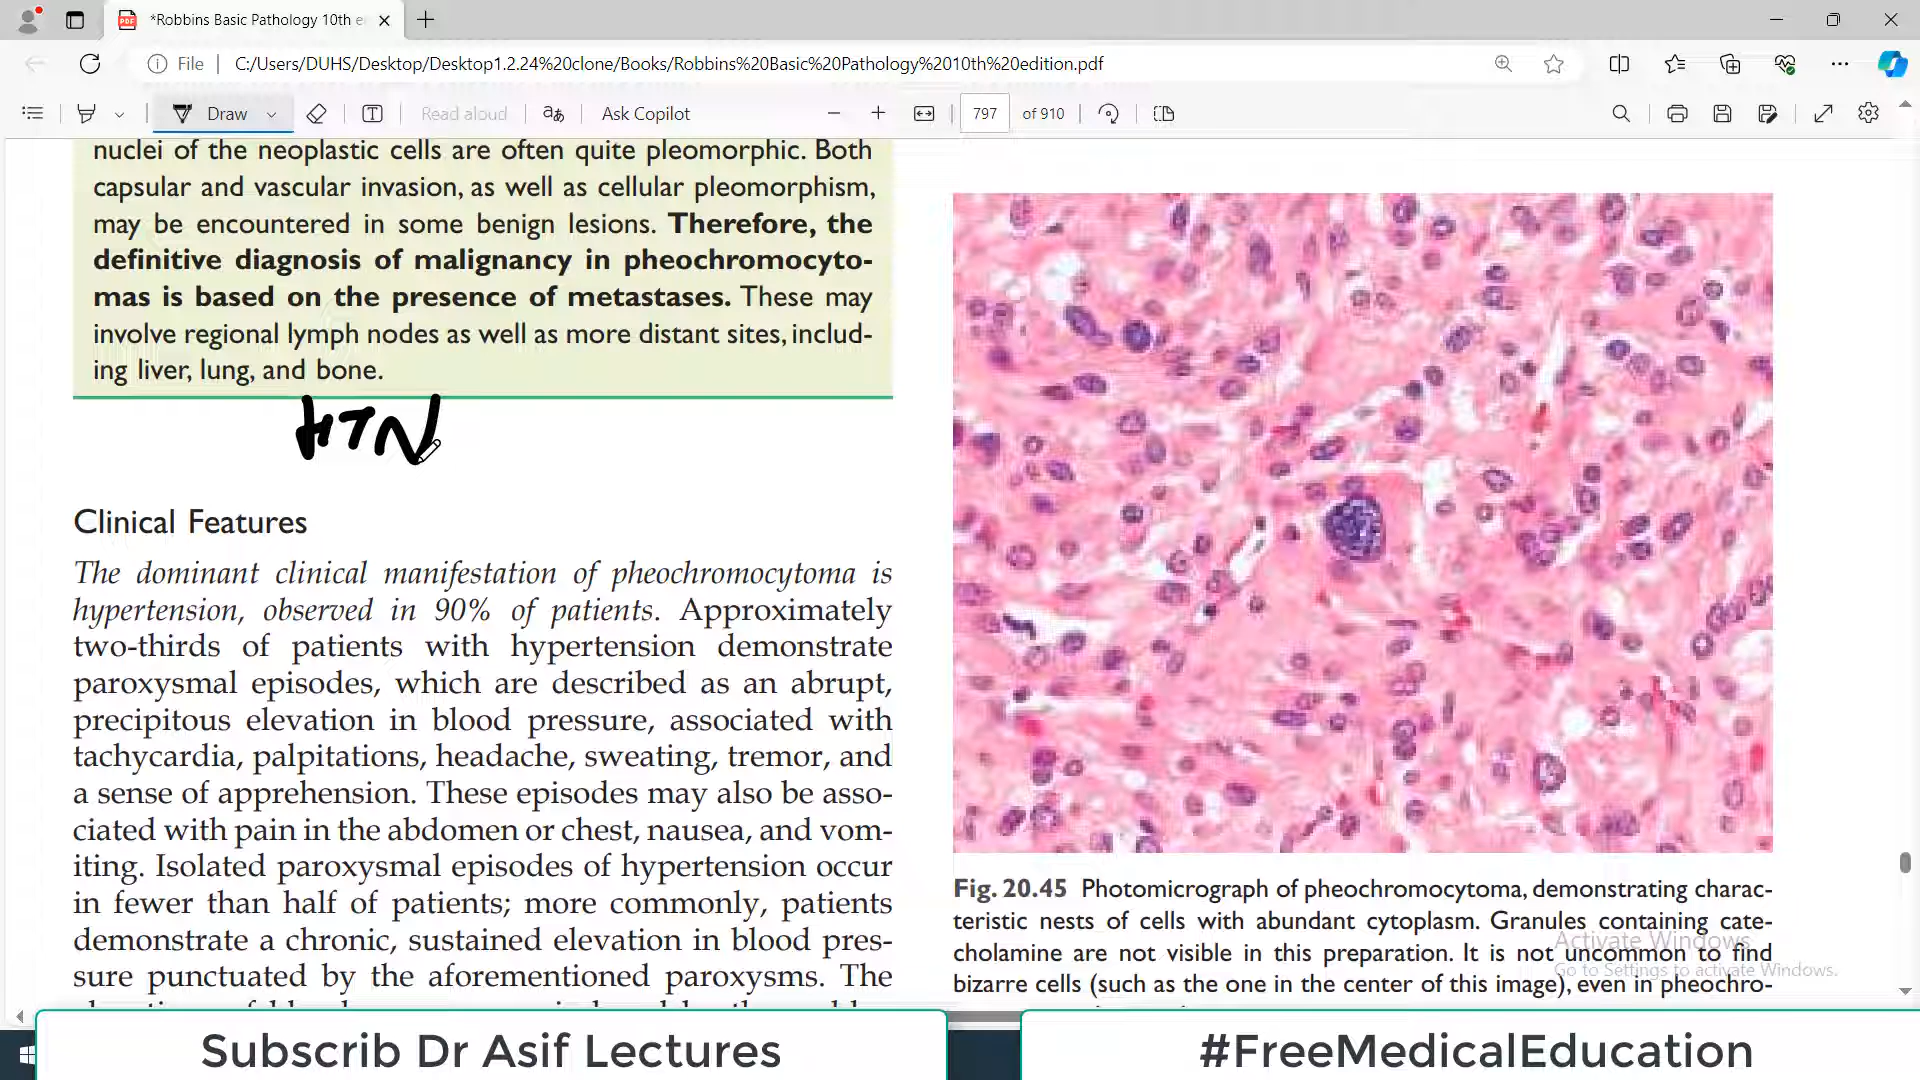 *Robbins Basic Pathology 10th e
File
C:/Users/DUHS/Desktop/Desktop1.2.24%20clone/Books/Robbins%20Basic%20Pathology%2010th%20edition.pdf
Draw
Read aloud
aあ
Ask Copilot
797 of 910
nuclei of the neoplastic cells are often quite pleomorphic. Both
capsular and vascular invasion, as well as cellular pleomorphism,
may be encountered in some benign lesions. Therefore, the
definitive diagnosis of malignancy in pheochromocyto-
mas is based on the presence of metastases. These may
involve regional lymph nodes as well as more distant sites, includ-
ing liver, lung, and bone.
HTN
Clinical Features
The dominant clinical manifestation of pheochromocytoma is
hypertension, observed in 90% of patients. Approximately
two-thirds of patients with hypertension demonstrate
paroxysmal episodes, which are described as an abrupt,
precipitous elevation in blood pressure, associated with
tachycardia, palpitations, headache, sweating, tremor, and
a sense of apprehension. These episodes may also be asso-
ciated with pain in the abdomen or chest, nausea, and vom-
iting. Isolated paroxysmal episodes of hypertension occur
in fewer than half of patients; more commonly, patients
demonstrate a chronic, sustained elevation in blood pres-
sure punctuated by the aforementioned paroxysms. The
Fig. 20.45 Photomicrograph of pheochromocytoma, demonstrating charac-
teristic nests of cells with abundant cytoplasm. Granules containing cate-
cholamine are not visible in this preparation. It is not uncommon to find
bizarre cells (such as the one in the center of this image), even in pheochro-
Activate Windows
Go to Settings to activate Windows.
Subscrib Dr Asif Lectures
#FreeMedicalEducation